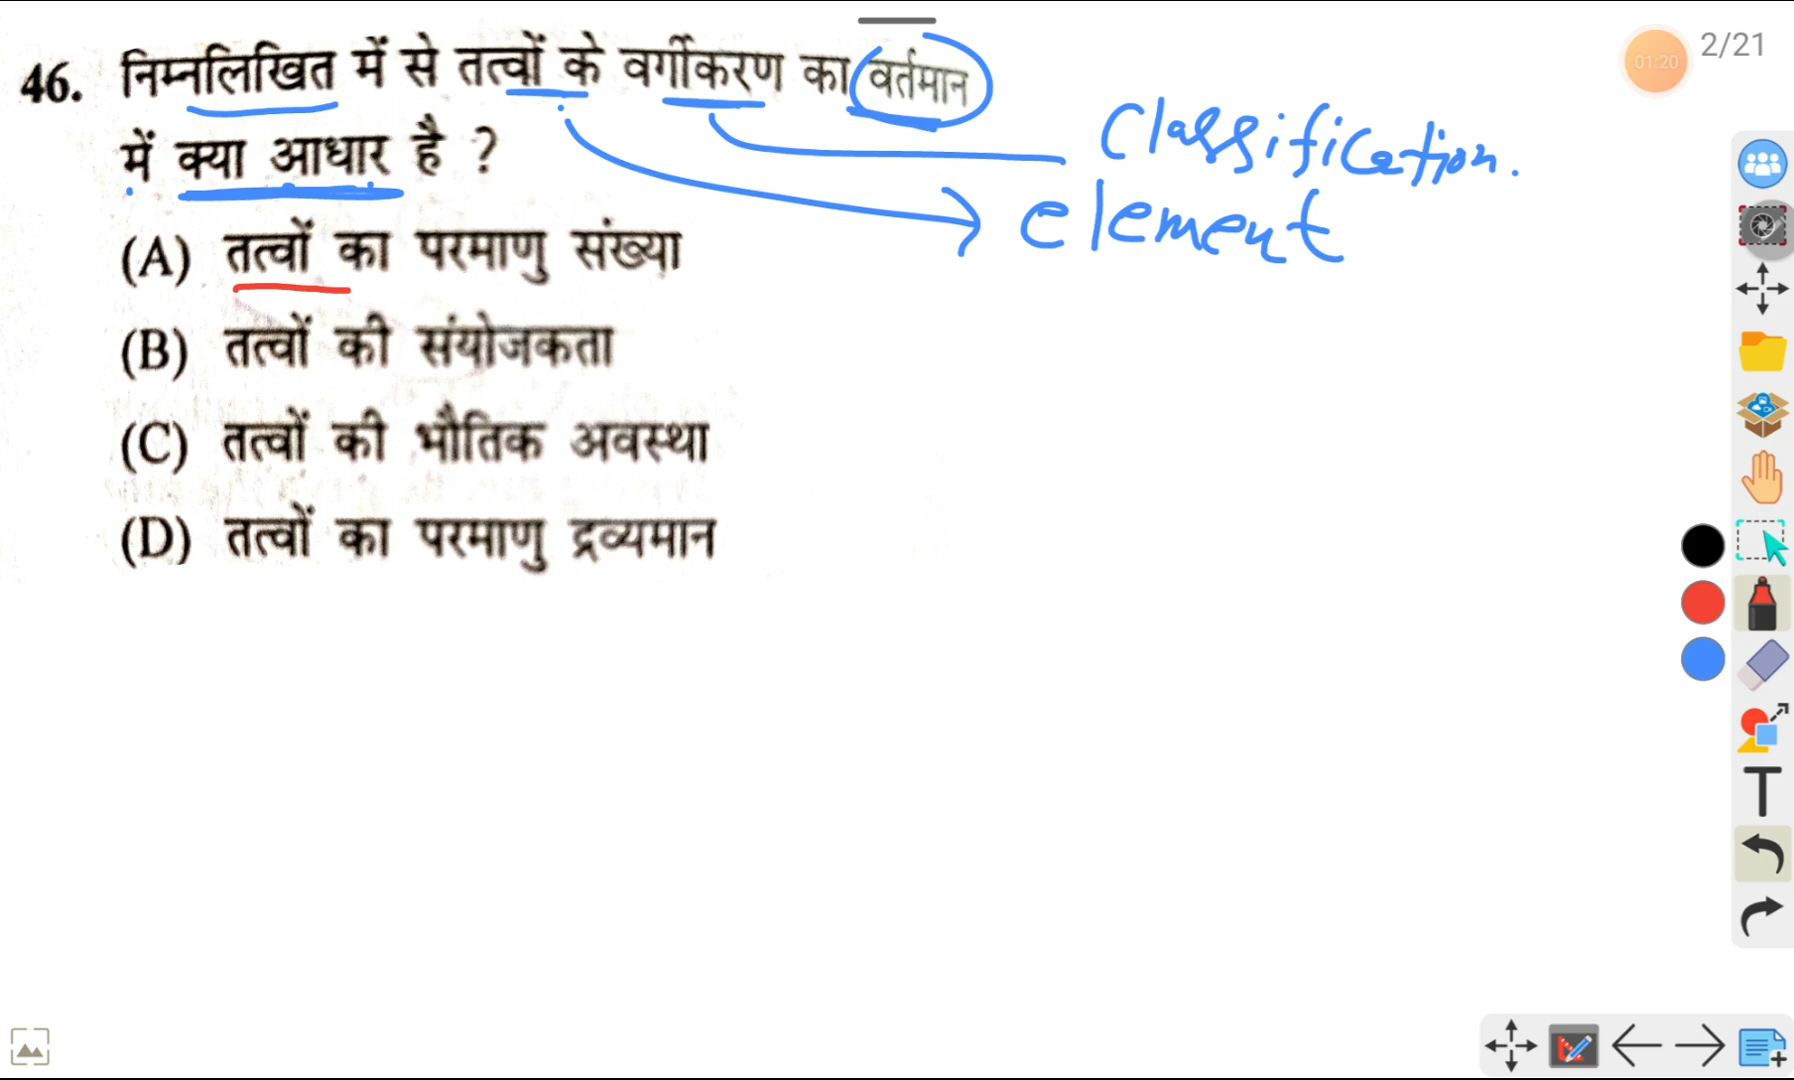 2/21
01:20
46. निम्नलिखित में से तत्वों के वर्गीकरण का वर्तमान
में क्या आधार है ?
Classification.
element
(A) तत्वों का परमाणु संख्या
(B) तत्वों की संयोजकता
(C) तत्वों की भौतिक अवस्था
(D) तत्वों का परमाणु द्रव्यमान